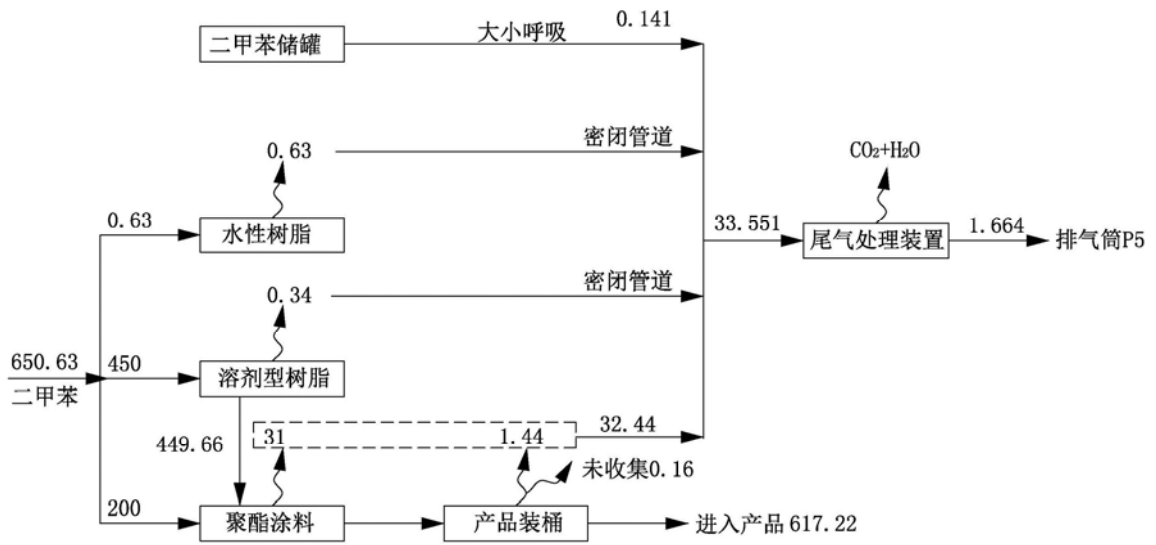 0.141
二甲苯储罐
大小呼吸
0.63
密闭管道
CO₂+H₂O
0.63
水性树脂
33.551
尾气处理装置
1.664
排气筒P5
0.34
密闭管道
650.63
二甲苯
450
溶剂型树脂
449.66
31
1.44
32.44
未收集0.16
200
聚酯涂料
产品装桶
进入产品 617.22